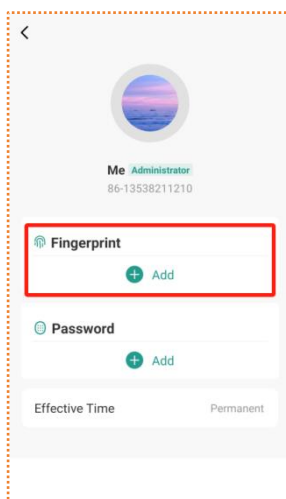 Me Administrator
86-13538211210
Fingerprint
Add
Password
Add
Effective Time Permanent